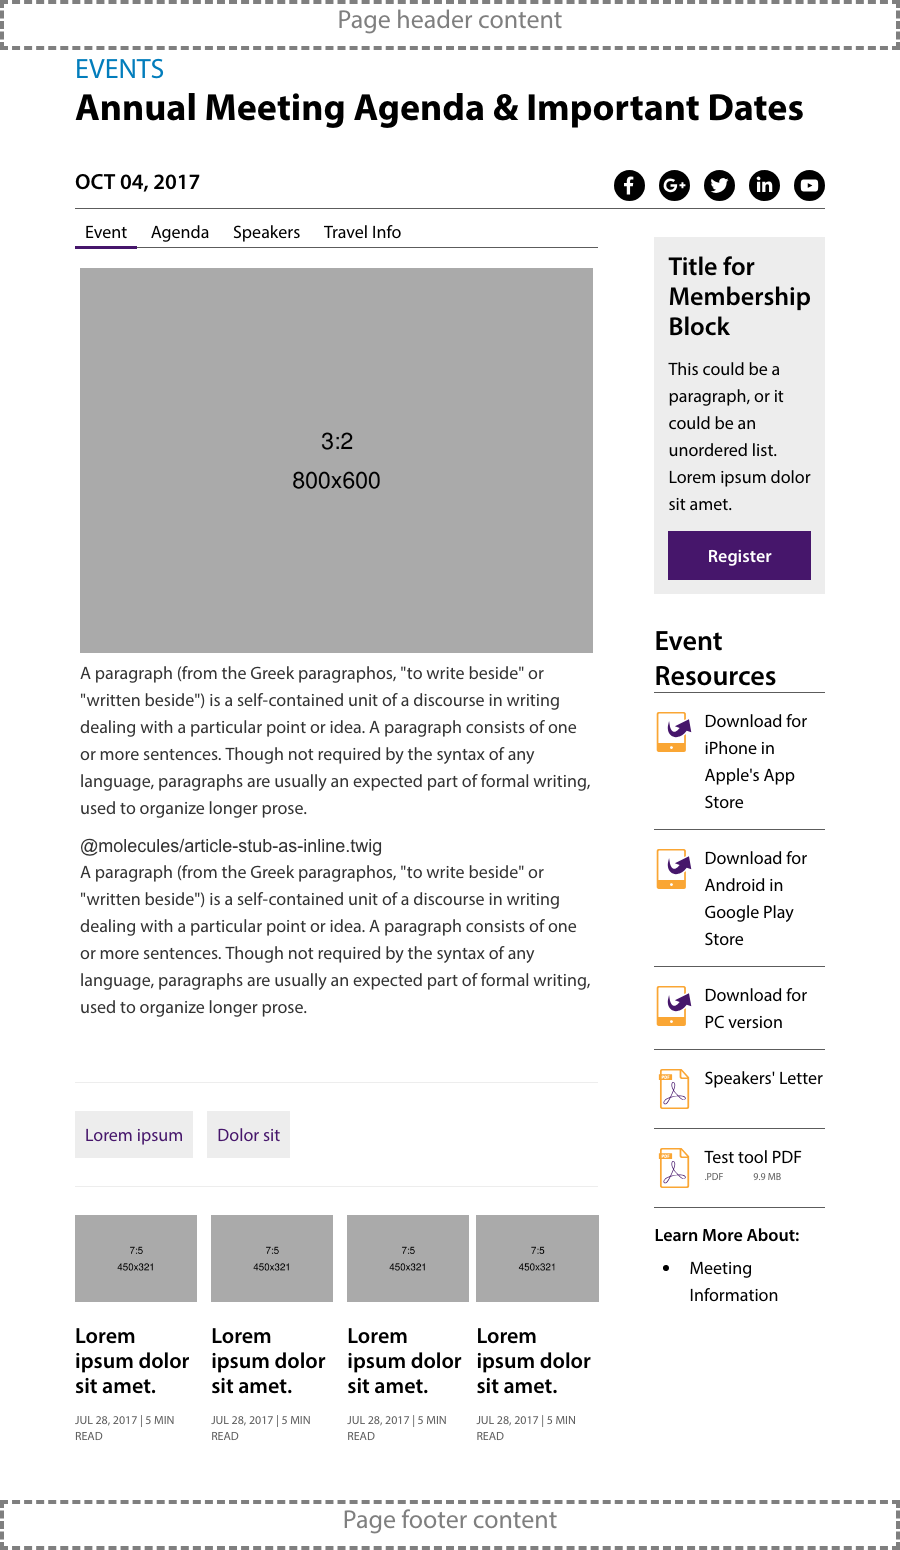 Page header content
EVENTS
Annual Meeting Agenda & Important Dates
OCT 04, 2017
Event Agenda Speakers Travel Info
3:2
800x600
A paragraph (from the Greek paragraphos, "to write beside" or
"written beside") is a self-contained unit of a discourse in writing
dealing with a particular point or idea. A paragraph consists of one
or more sentences. Though not required by the syntax of any
language, paragraphs are usually an expected part of formal writing,
used to organize longer prose.
@molecules/article-stub-as-inline.twig
A paragraph (from the Greek paragraphos, "to write beside" or
"written beside") is a self-contained unit of a discourse in writing
dealing with a particular point or idea. A paragraph consists of one
or more sentences. Though not required by the syntax of any
language, paragraphs are usually an expected part of formal writing,
used to organize longer prose.
Lorem ipsum Dolor sit
7:5
450x321
Lorem
ipsum dolor
sit amet.
JUL 28, 2017 | 5 MIN
READ
7:5
450x321
Lorem
ipsum dolor
sit amet.
JUL 28, 2017 | 5 MIN
READ
7:5
450x321
Lorem
ipsum dolor
sit amet.
JUL 28, 2017 | 5 MIN
READ
7:5
450x321
Lorem
ipsum dolor
sit amet.
JUL 28, 2017 | 5 MIN
READ
Title for
Membership
Block
This could be a
paragraph, or it
could be an
unordered list.
Lorem ipsum dolor
sit amet.
Register
Event
Resources
Download for
iPhone in
Apple's App
Store
Download for
Android in
Google Play
Store
Download for
PC version
PDF
Speakers' Letter
PDF
Test tool PDF
.PDF 9.9 MB
Learn More About:
• Meeting
Information
Page footer content